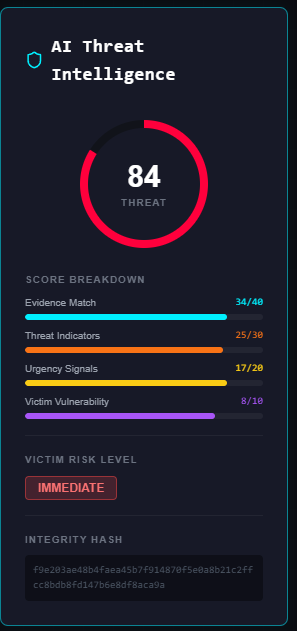 AI Threat
Intelligence
84
THREAT
SCORE BREAKDOWN
Evidence Match 34/40
Threat Indicators 25/30
Urgency Signals 17/20
Victim Vulnerability 8/10
VICTIM RISK LEVEL
IMMEDIATE
INTEGRITY HASH
f9e203ae48b4faea45b7f914870f5e0a8b21c2ff
cc8bdb8fd147b6e8df8aca9a